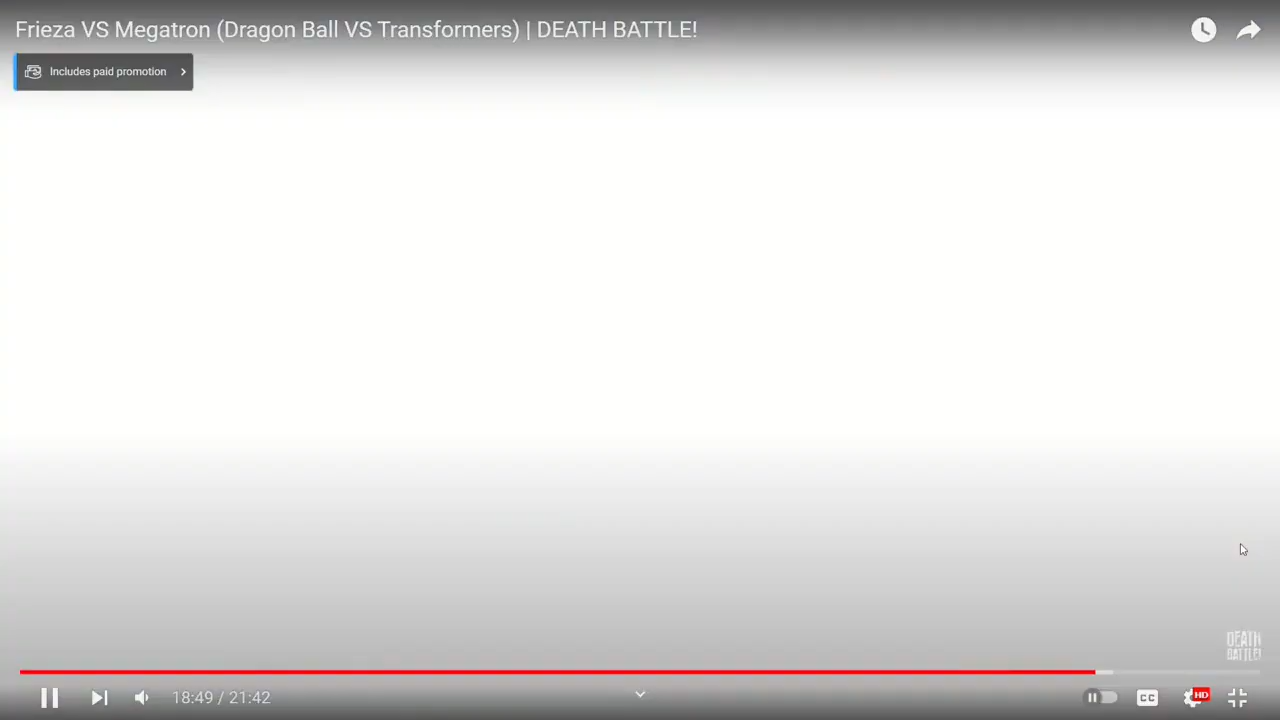 Frieza VS Megatron (Dragon Ball VS Transformers) | DEATH BATTLE!
Includes paid promotion
DEATH
BATTLE!
18:49 / 21:42
CC
HD